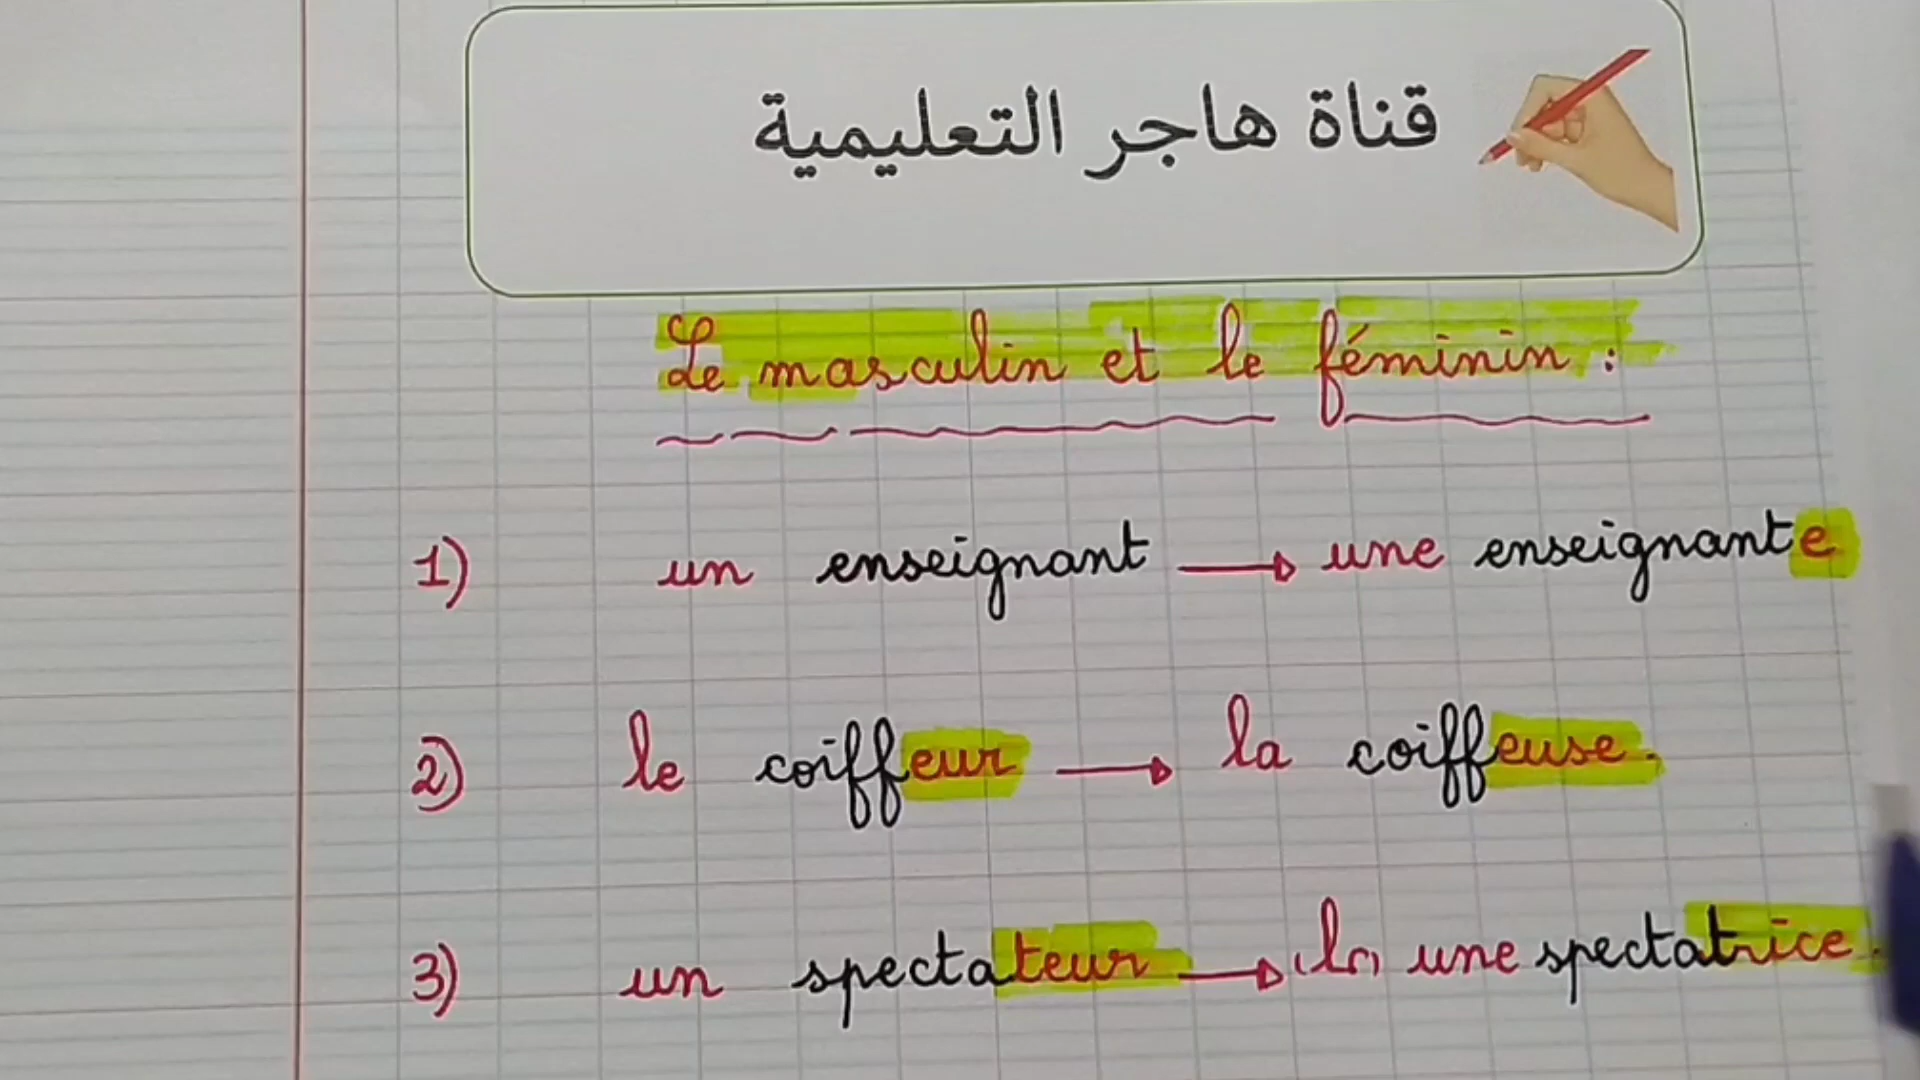 قناة هاجر التعليمية
Le masculin et le féminin :
1) un enseignant → une enseignante
2) le coiffeur → la coiffeuse.
3) un spectateur → une spectatrice.